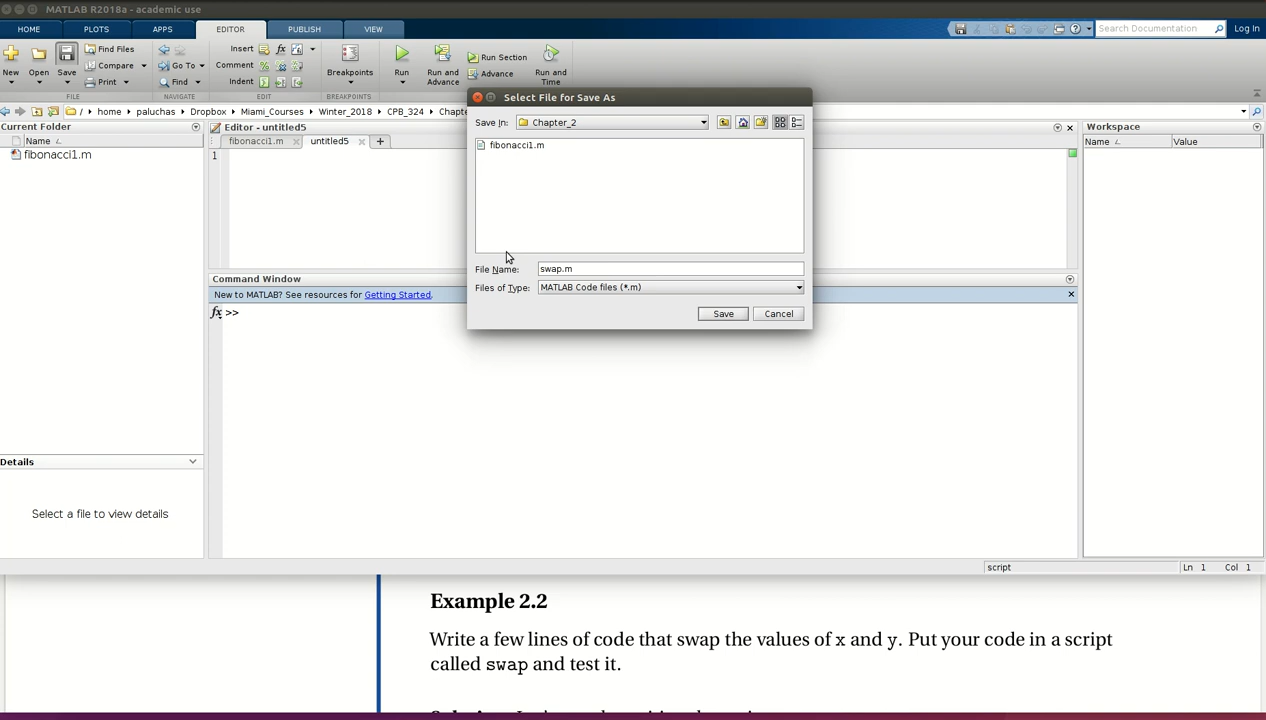 MATLAB R2018a - academic use
HOME PLOTS APPS EDITOR PUBLISH VIEW
Search Documentation Log In
New Open Save
Find Files
Compare
Print
FILE
Go To
Find
NAVIGATE
Insert fx
Comment %
Indent
EDIT
Breakpoints
BREAKPOINTS
Run
Run and Advance
Run Section
Advance
Run and Time
/ home paluchas Dropbox Miami_Courses Winter_2018 CPB_324 Chapte
Current Folder
Name
fibonacci1.m
Details
Select a file to view details
Editor - untitled5
fibonacci1.m untitled5
1
Select File for Save As
Save In: Chapter_2
fibonacci1.m
File Name: swap.m
Files of Type: MATLAB Code files (*.m)
Save Cancel
Command Window
New to MATLAB? See resources for Getting Started.
fx >>
Workspace
Name Value
script Ln 1 Col 1
Example 2.2
Write a few lines of code that swap the values of x and y. Put your code in a script
called swap and test it.